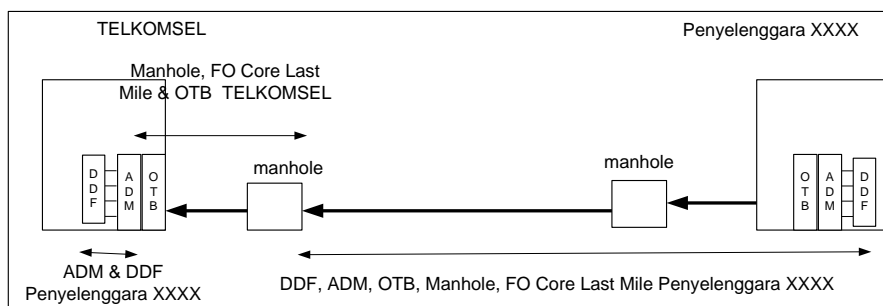 TELKOMSEL
Penyelenggara XXXX
Manhole, FO Core Last
Mile & OTB TELKOMSEL
manhole
manhole
DDF
ADM
OTB
OTB
ADM
DDF
ADM & DDF
Penyelenggara XXXX
DDF, ADM, OTB, Manhole, FO Core Last Mile Penyelenggara XXXX